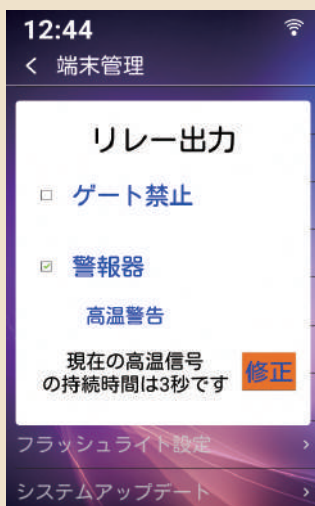 12:44
端末管理
リレー出力
ゲート禁止
警報器
高温警告
現在の高温信号
の持続時間は3秒です
修正
フラッシュライト設定
システムアップデート